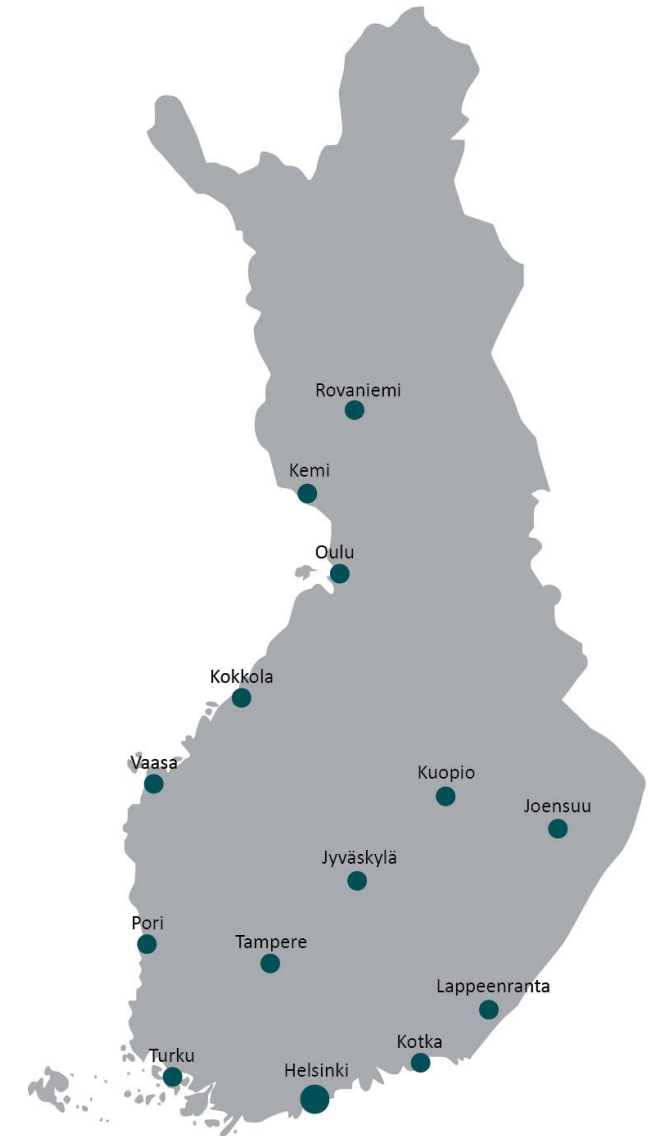 Rovaniemi
Kemi
Oulu
Kokkola
Vaasa
Kuopio
Joensuu
Jyväskylä
Pori
Tampere
Lappeenranta
Kotka
Turku
Helsinki